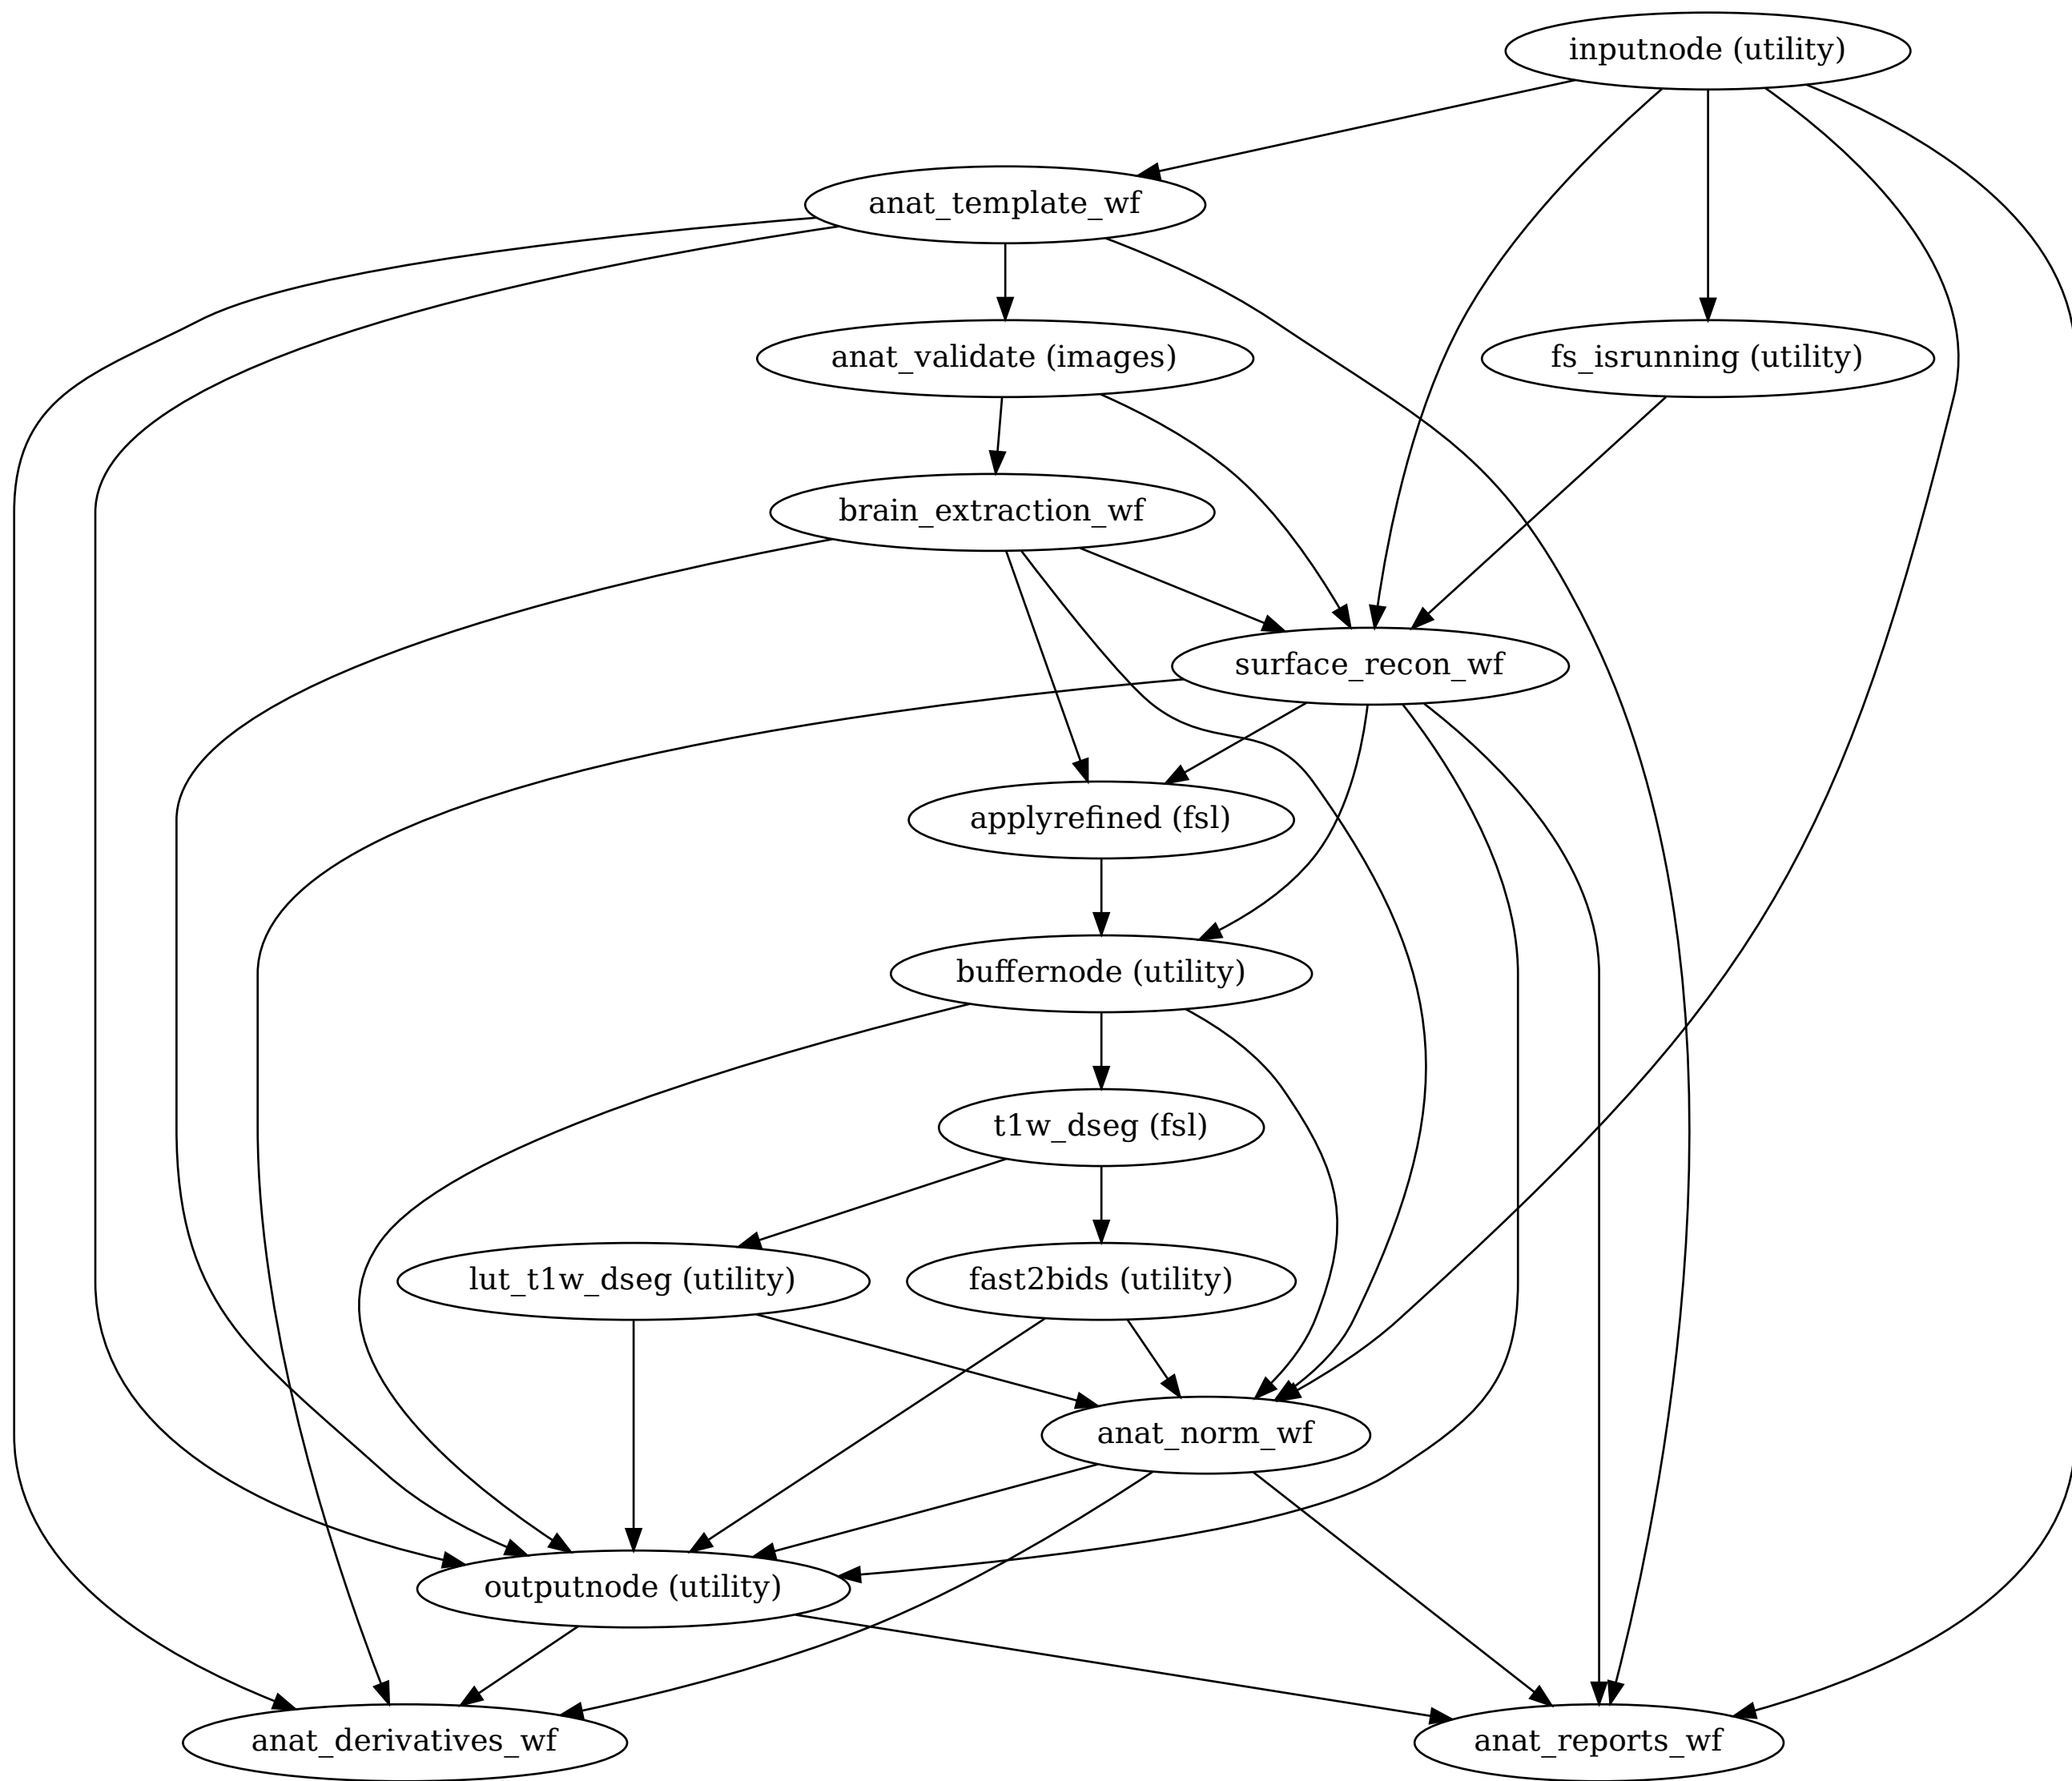 inputnode (utility)
anat_template_wf
anat_validate (images)
fs_isrunning (utility)
brain_extraction_wf
surface_recon_wf
applyrefined (fsl)
buffernode (utility)
t1w_dseg (fsl)
lut_t1w_dseg (utility)
fast2bids (utility)
anat_norm_wf
outputnode (utility)
anat_derivatives_wf
anat_reports_wf